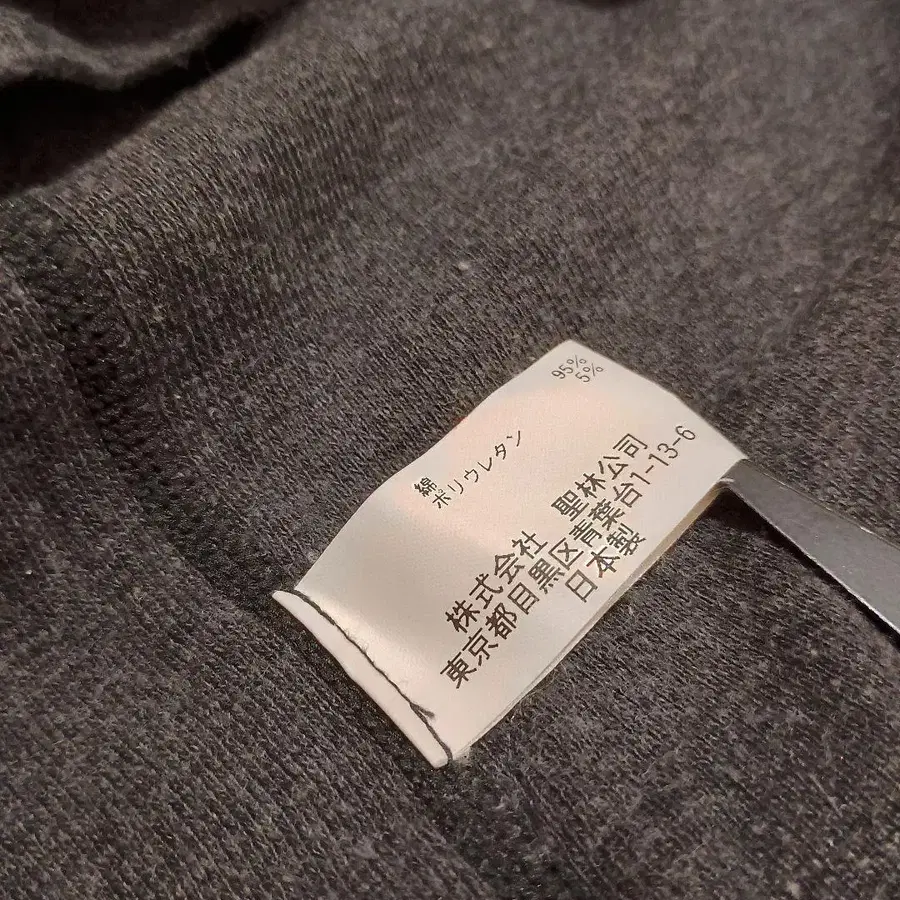 綿 95%
ポリウレタン 5%
株式会社 聖林公司
東京都目黒区青葉台1-13-6
日本製